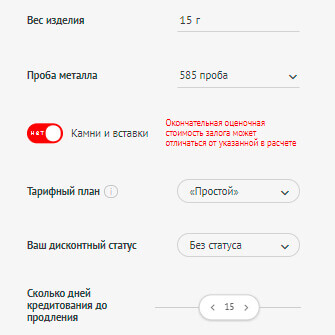 Вес изделия
15 г
Проба металла
585 проба
нет
Камни и вставки
Окончательная оценочная
стоимость залога может
отличаться от указанной в расчете
Тарифный план
i
«Простой»
Ваш дисконтный статус
Без статуса
Сколько дней
кредитования до
продления
15